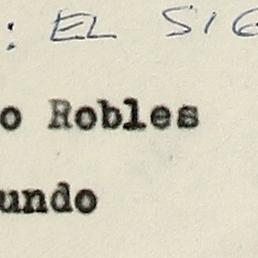 : EL SIG
o Robles
undo